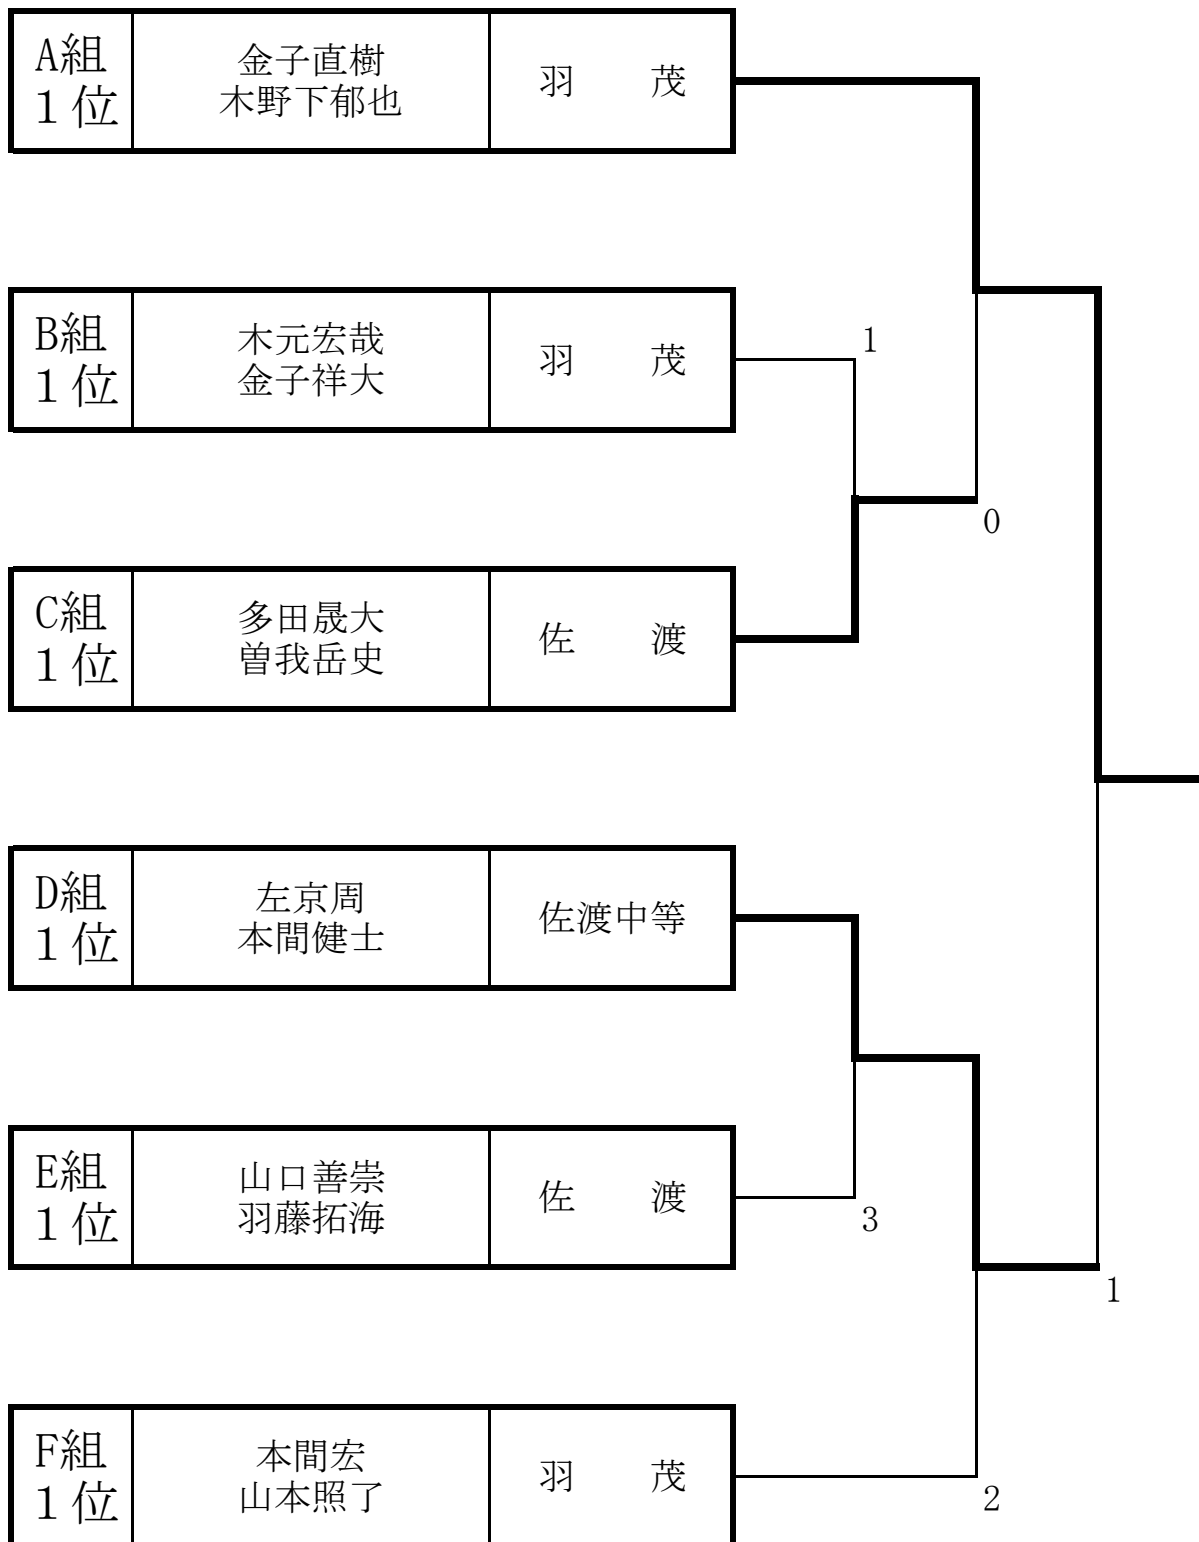 A組
1位
金子直樹
木野下郁也
羽　　茂
B組
1位
木元宏哉
金子祥大
羽　　茂
1
0
C組
1位
多田晟大
曽我岳史
佐　　渡
D組
1位
左京周
本間健士
佐渡中等
E組
1位
山口善崇
羽藤拓海
佐　　渡
3
1
F組
1位
本間宏
山本照了
羽　　茂
2